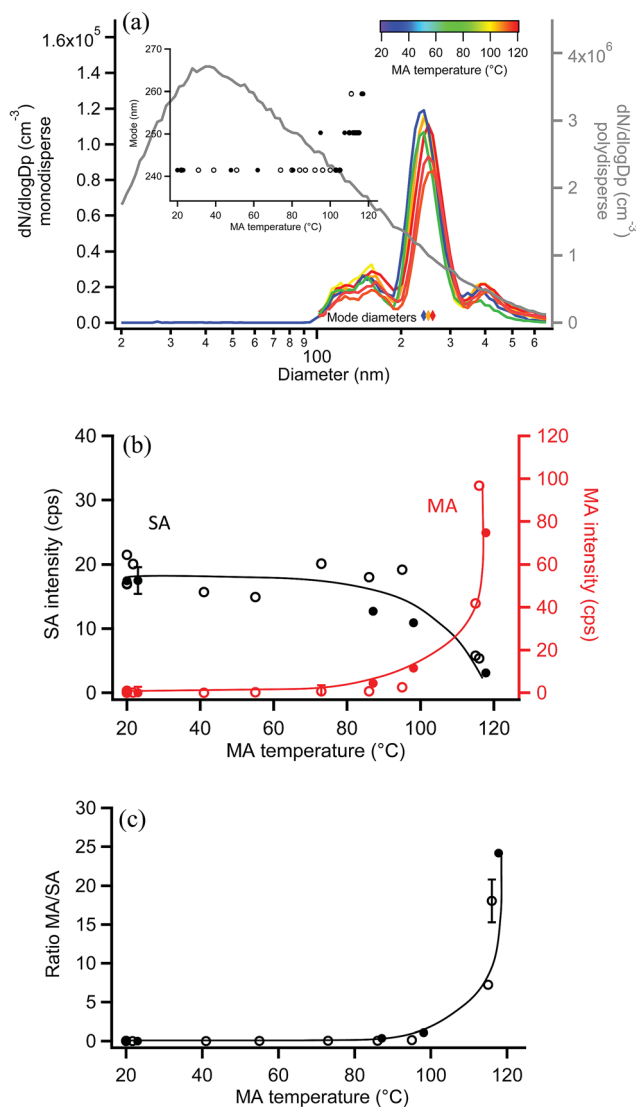 (a)
1.6x10⁵
1.4
1.2
1.0
0.8
0.6
0.4
0.2
0.0
dN/dlogDp (cm⁻³)
monodisperse
270
260
250
240
Mode (nm)
20 40 60 80 100 120
MA temperature (°C)
20 40 60 80 100 120
MA temperature (°C)
4x10⁶
3
2
1
0
dN/dlogDp (cm⁻³)
polydisperse
Mode diameters
2 3 4 5 6 7 8 9 100 2 3 4 5 6
Diameter (nm)
(b)
40
30
20
10
0
SA intensity (cps)
SA
MA
120
100
80
60
40
20
0
MA intensity (cps)
20 40 60 80 100 120
MA temperature (°C)
(c)
30
25
20
15
10
5
0
Ratio MA/SA
20 40 60 80 100 120
MA temperature (°C)